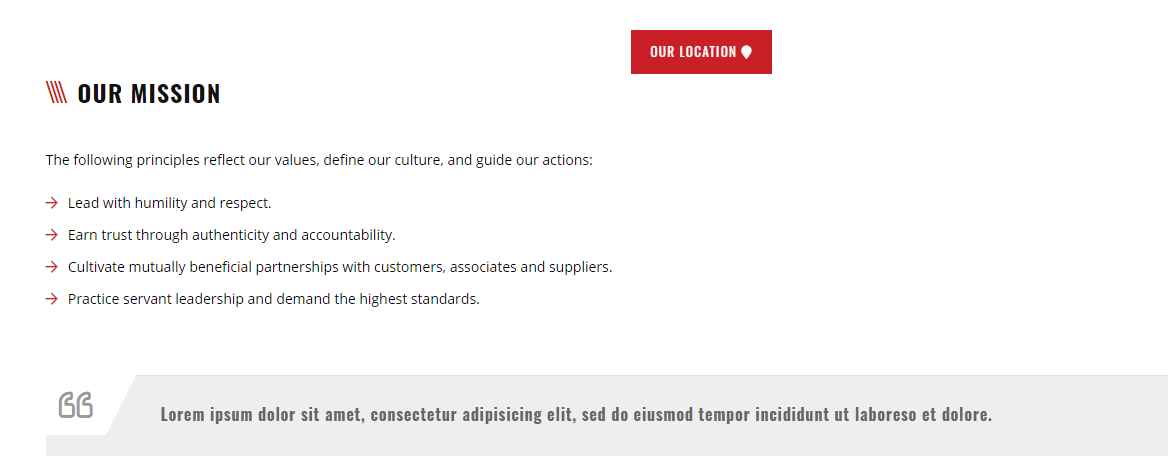 OUR LOCATION
OUR MISSION
The following principles reflect our values, define our culture, and guide our actions:
Lead with humility and respect.
Earn trust through authenticity and accountability.
Cultivate mutually beneficial partnerships with customers, associates and suppliers.
Practice servant leadership and demand the highest standards.
Lorem ipsum dolor sit amet, consectetur adipisicing elit, sed do eiusmod tempor incididunt ut laboreso et dolore.